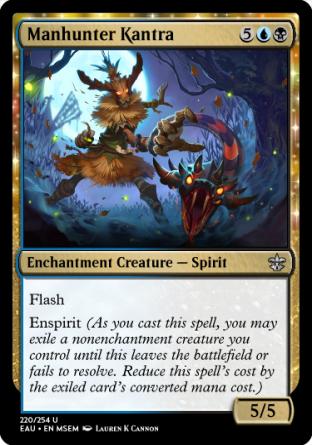 Manhunter Kantra 5
Enchantment Creature — Spirit
Flash
Enspirit (As you cast this spell, you may
exile a nonenchantment creature you
control until this leaves the battlefield or
fails to resolve. Reduce this spell's cost by
the exiled card's converted mana cost.)
5/5
220/254 U
EAU • EN MSEM Lauren K Cannon